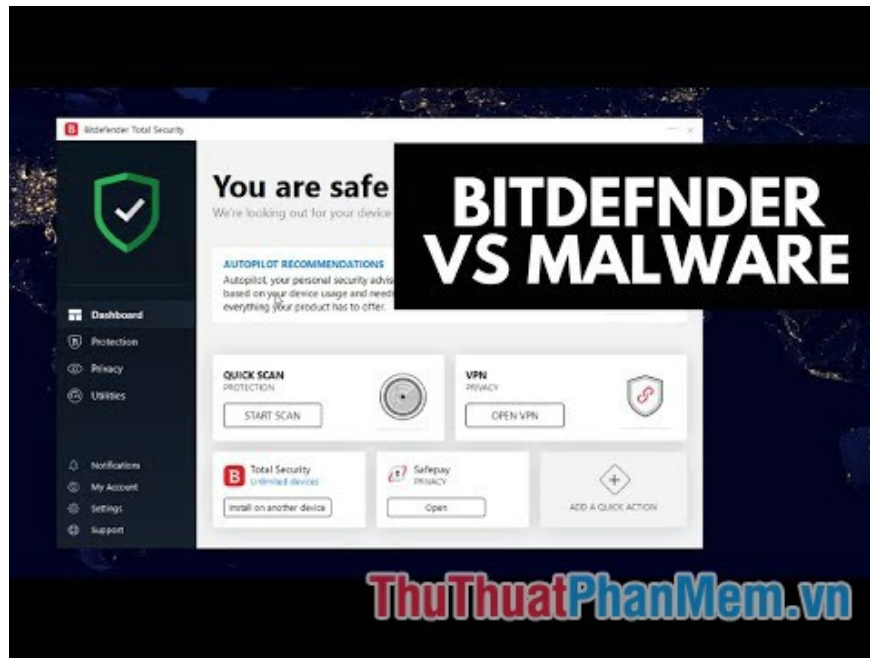 Bitdefender Total Security
You are safe
We're looking out for your device
BITDEFNDER
VS MALWARE
AUTOPILOT RECOMMENDATIONS
Autopilot, your personal security advis
based on your device usage and needs
everything your product has to offer.
Dashboard
Protection
Privacy
Utilities
Notifications
My Account
Settings
Support
QUICK SCAN
PROTECTION
START SCAN
VPN
PRIVACY
OPEN VPN
B
Total Security
Unlimited devices
Install on another device
Safepay
PRIVACY
Open
ADD A QUICK ACTION
ThuThuatPhanMem.vn